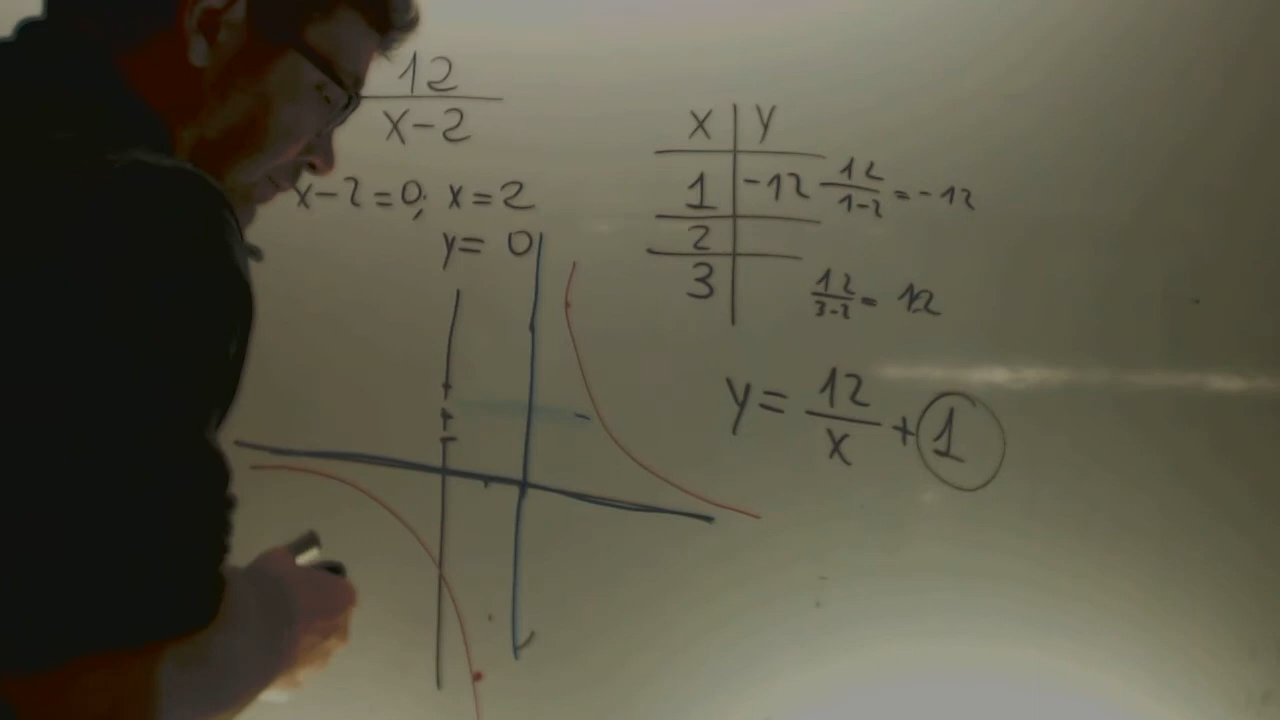 12
x-2
x-2=0; x=2
y= 0
x y
1 -12 12/1-2 = -12
2
3 12/3-2 = 12
y= 12/x + 1